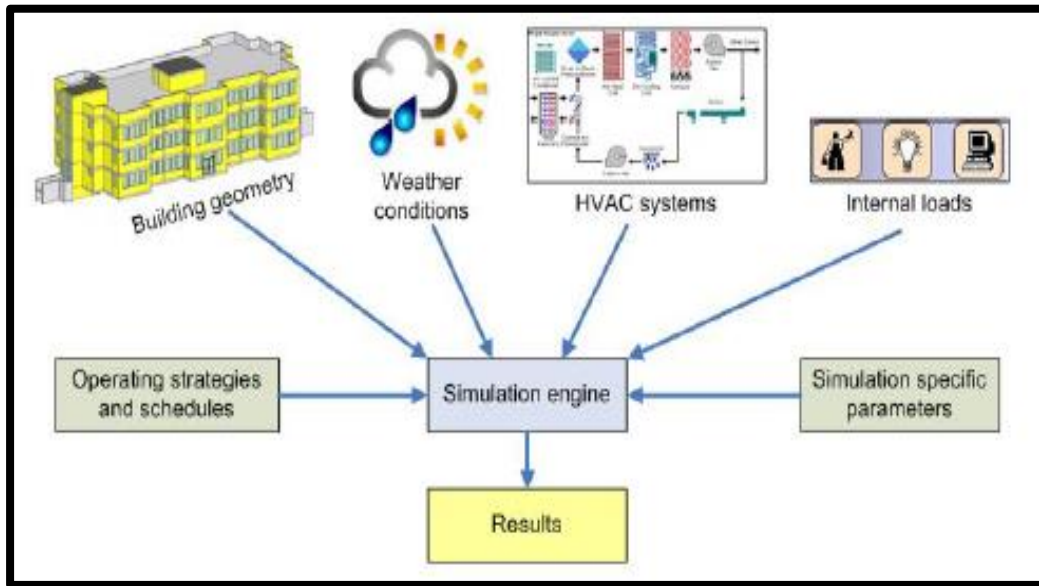 Building geometry
Weather
conditions
HVAC systems
Internal loads
Operating strategies
and schedules
Simulation engine
Simulation specific
parameters
Results